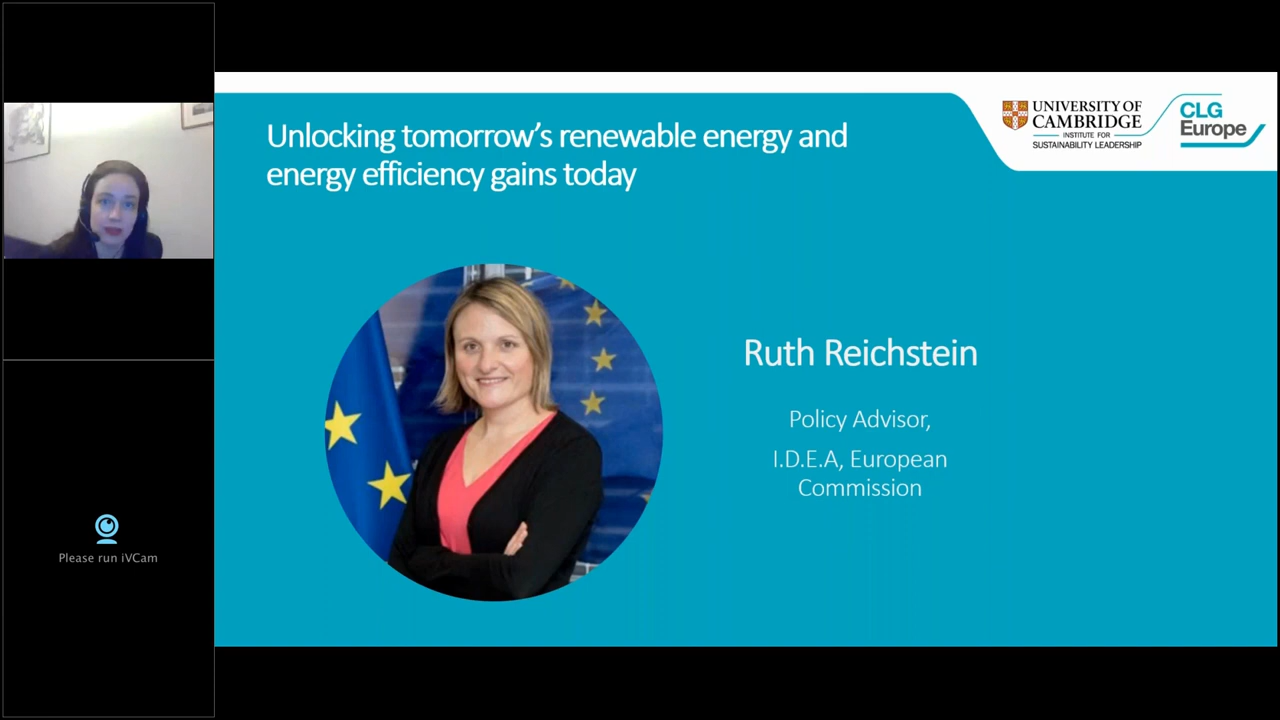 Unlocking tomorrow's renewable energy and
energy efficiency gains today
UNIVERSITY OF
CAMBRIDGE
INSTITUTE FOR
SUSTAINABILITY LEADERSHIP
CLG
Europe
Ruth Reichstein
Policy Advisor,
I.D.E.A, European
Commission
Please run iVCam